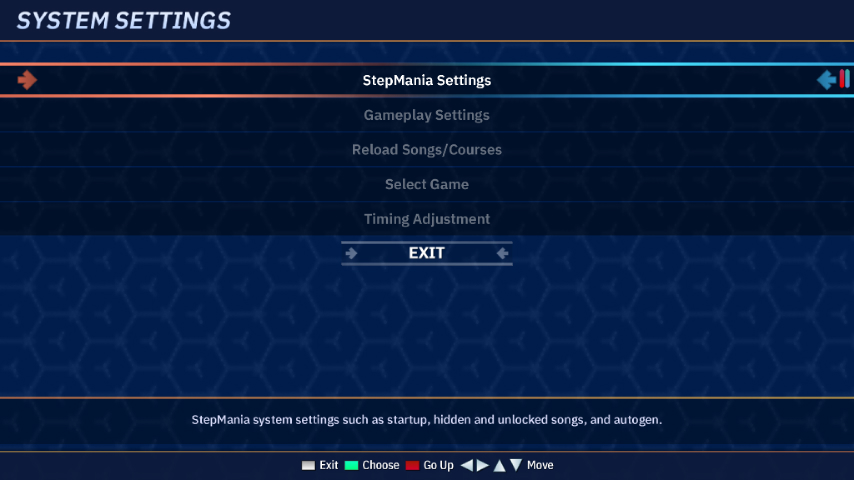 SYSTEM SETTINGS
StepMania Settings
Gameplay Settings
Reload Songs/Courses
Select Game
Timing Adjustment
EXIT
StepMania system settings such as startup, hidden and unlocked songs, and autogen.
Exit Choose Go Up Move